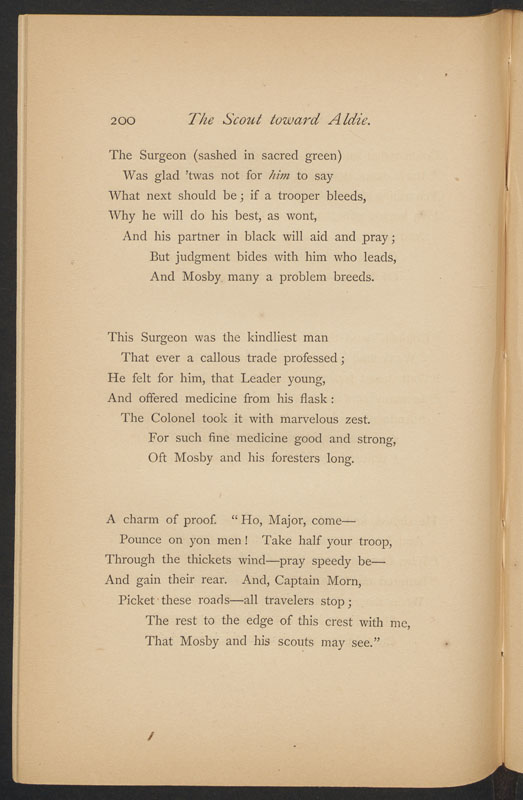 200 The Scout toward Aldie.
The Surgeon (sashed in sacred green)
Was glad 'twas not for him to say
What next should be; if a trooper bleeds,
Why he will do his best, as wont,
And his partner in black will aid and pray;
But judgment bides with him who leads,
And Mosby many a problem breeds.
This Surgeon was the kindliest man
That ever a callous trade professed;
He felt for him, that Leader young,
And offered medicine from his flask:
The Colonel took it with marvelous zest.
For such fine medicine good and strong,
Oft Mosby and his foresters long.
A charm of proof. "Ho, Major, come—
Pounce on yon men! Take half your troop,
Through the thickets wind—pray speedy be—
And gain their rear. And, Captain Morn,
Picket these roads—all travelers stop;
The rest to the edge of this crest with me,
That Mosby and his scouts may see."